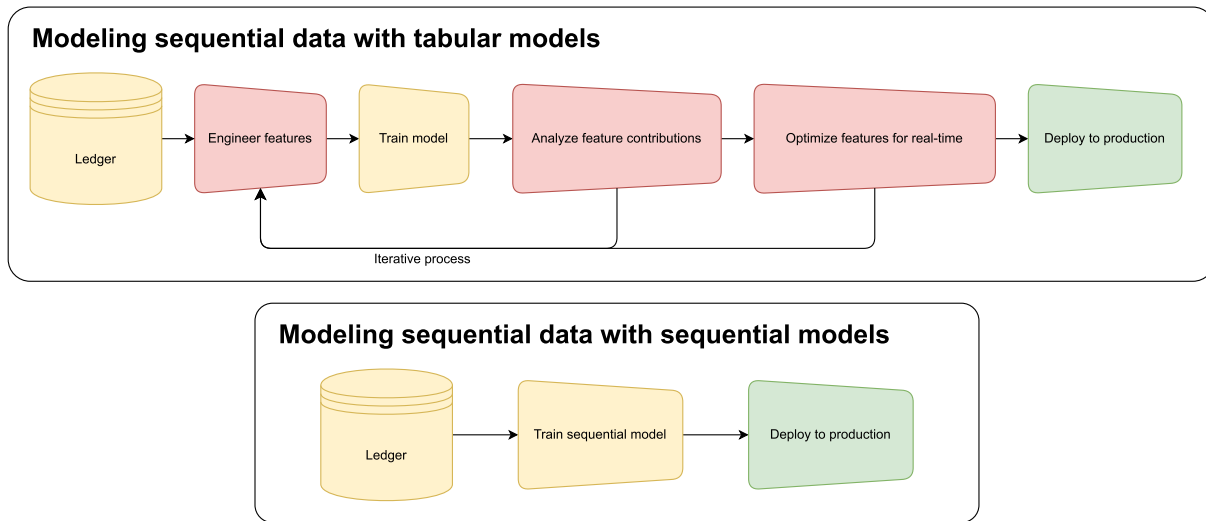 Modeling sequential data with tabular models
Ledger
Engineer features
Train model
Analyze feature contributions
Optimize features for real-time
Deploy to production
Iterative process
Modeling sequential data with sequential models
Ledger
Train sequential model
Deploy to production